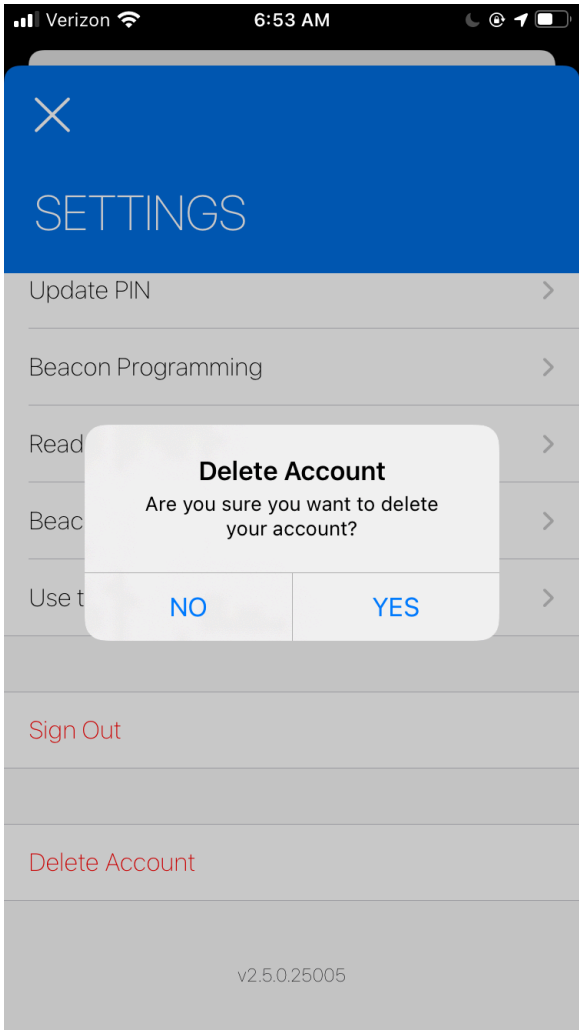 Verizon 6:53 AM
SETTINGS
Update PIN
Beacon Programming
Read
Delete Account
Are you sure you want to delete
your account?
Beac
Use t
NO YES
Sign Out
Delete Account
v2.5.0.25005